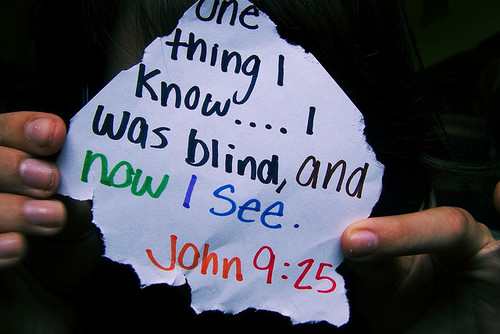 One
thing I
know.... I
was blind, and
now I see.
John 9:25